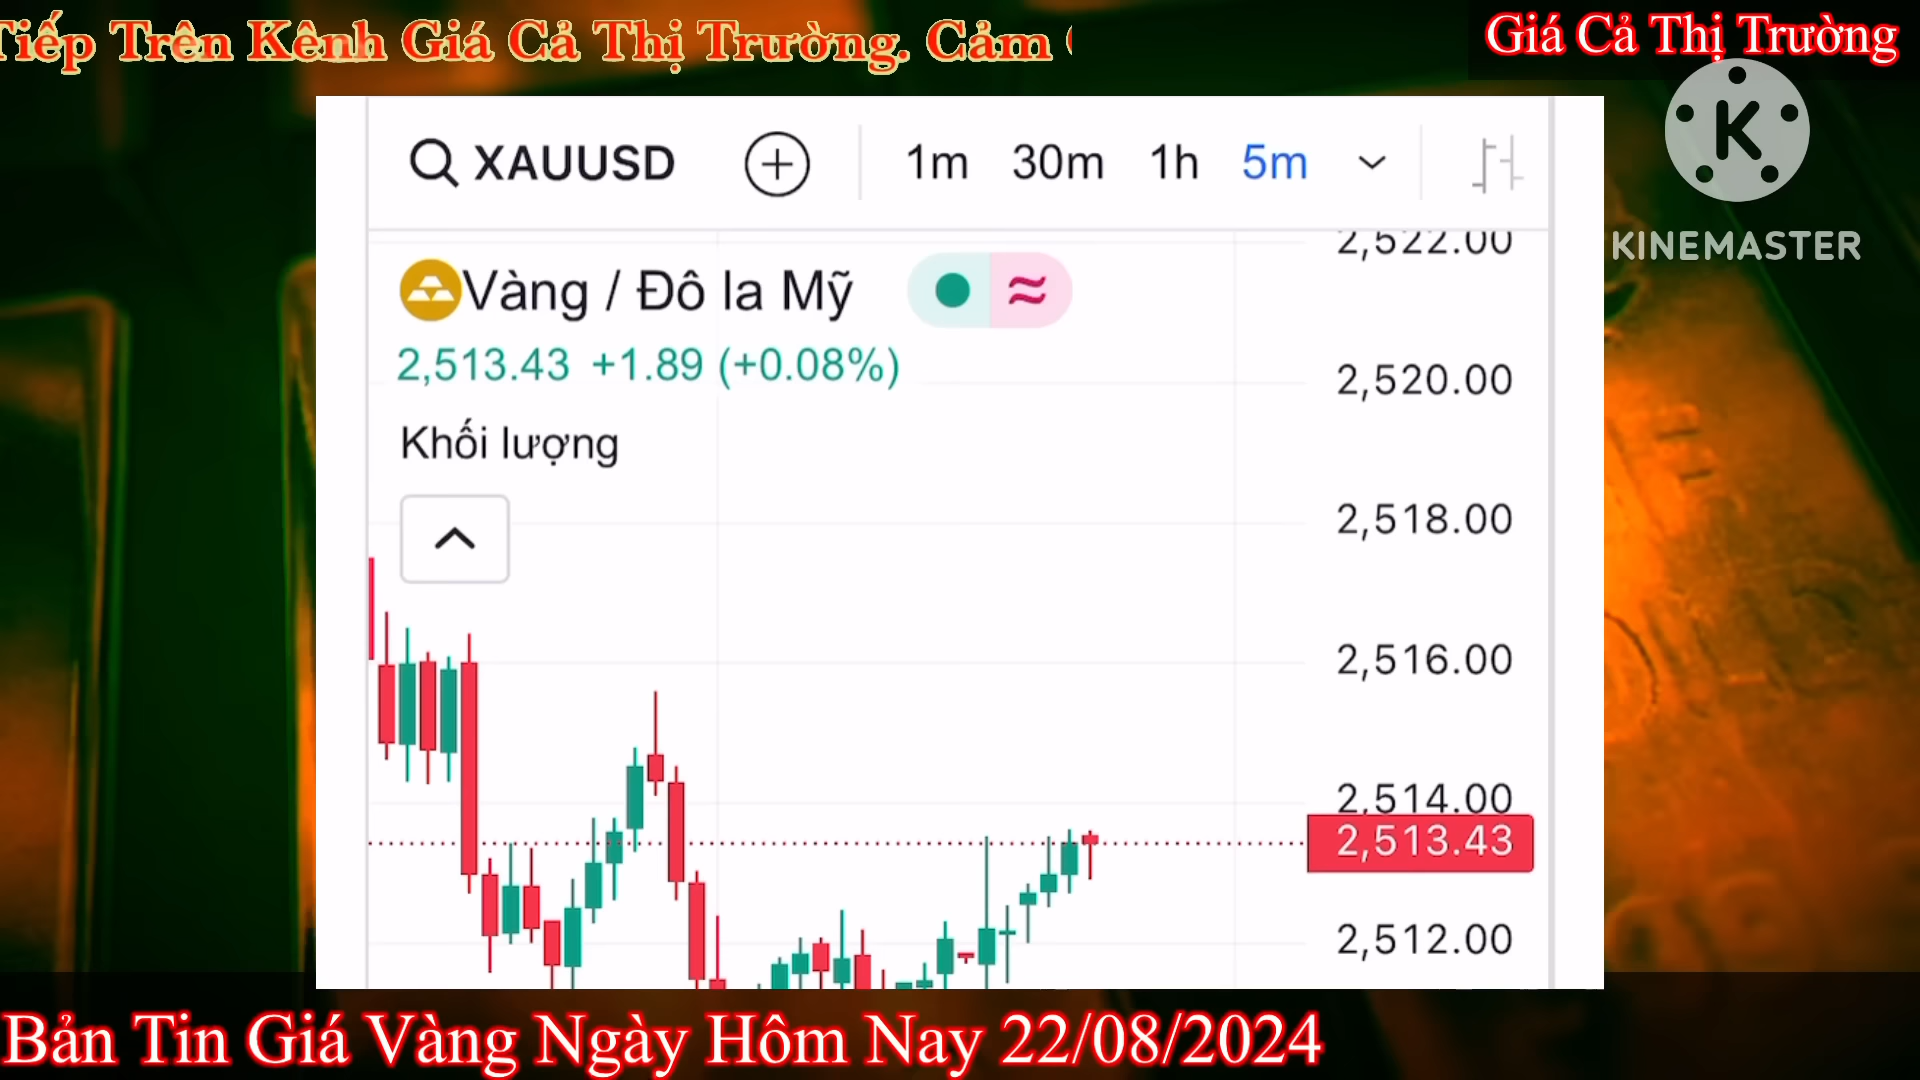 Tiếp Trên Kênh Giá Cả Thị Trường. Cảm
Giá Cả Thị Trường
KINEMASTER
XAUUSD 1m 30m 1h 5m
2,522.00
Vàng / Đô la Mỹ
2,513.43 +1.89 (+0.08%)
2,520.00
Khối lượng
2,518.00
2,516.00
2,514.00
2,513.43
2,512.00
Bản Tin Giá Vàng Ngày Hôm Nay 22/08/2024